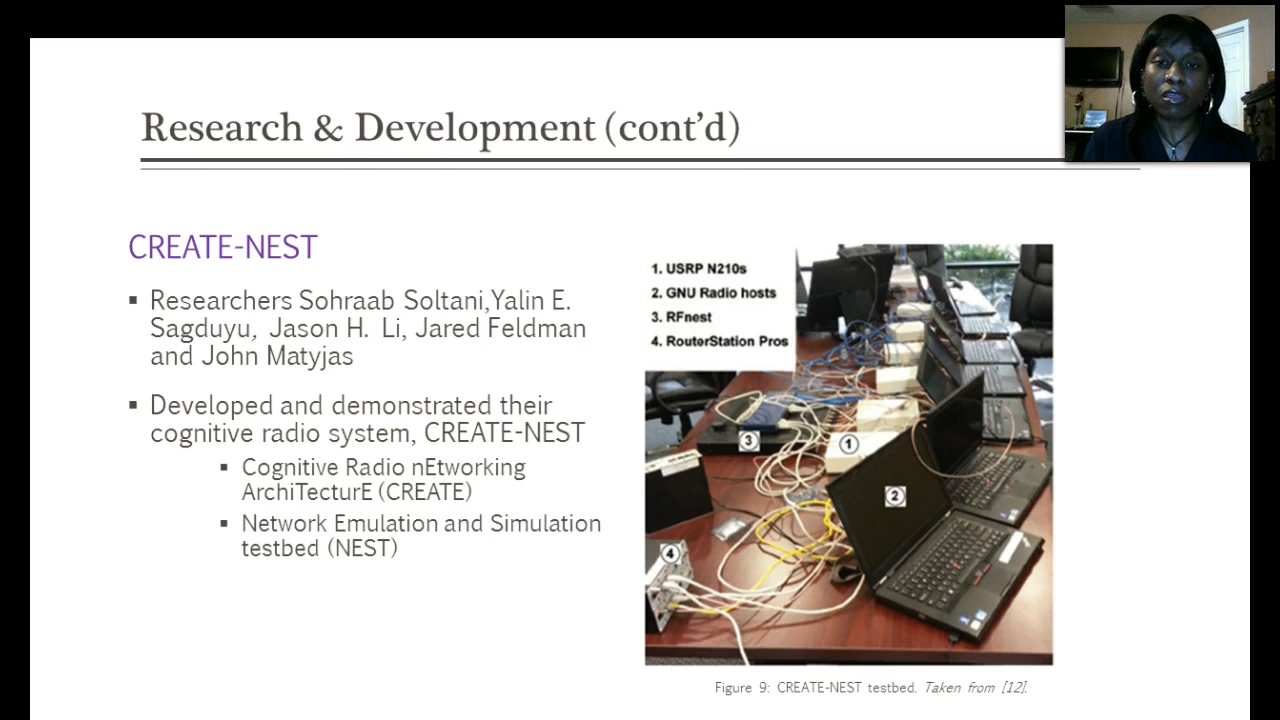 Research & Development (cont'd)
CREATE-NEST
▪ Researchers Sohraab Soltani,Yalin E.
Sagduyu, Jason H. Li, Jared Feldman
and John Matyjas
▪ Developed and demonstrated their
cognitive radio system, CREATE-NEST
▪ Cognitive Radio nEtworking
ArchiTecturE (CREATE)
▪ Network Emulation and Simulation
testbed (NEST)
1. USRP N210s
2. GNU Radio hosts
3. RFnest
4. RouterStation Pros
3
1
2
4
Figure 9: CREATE-NEST testbed. Taken from [12].